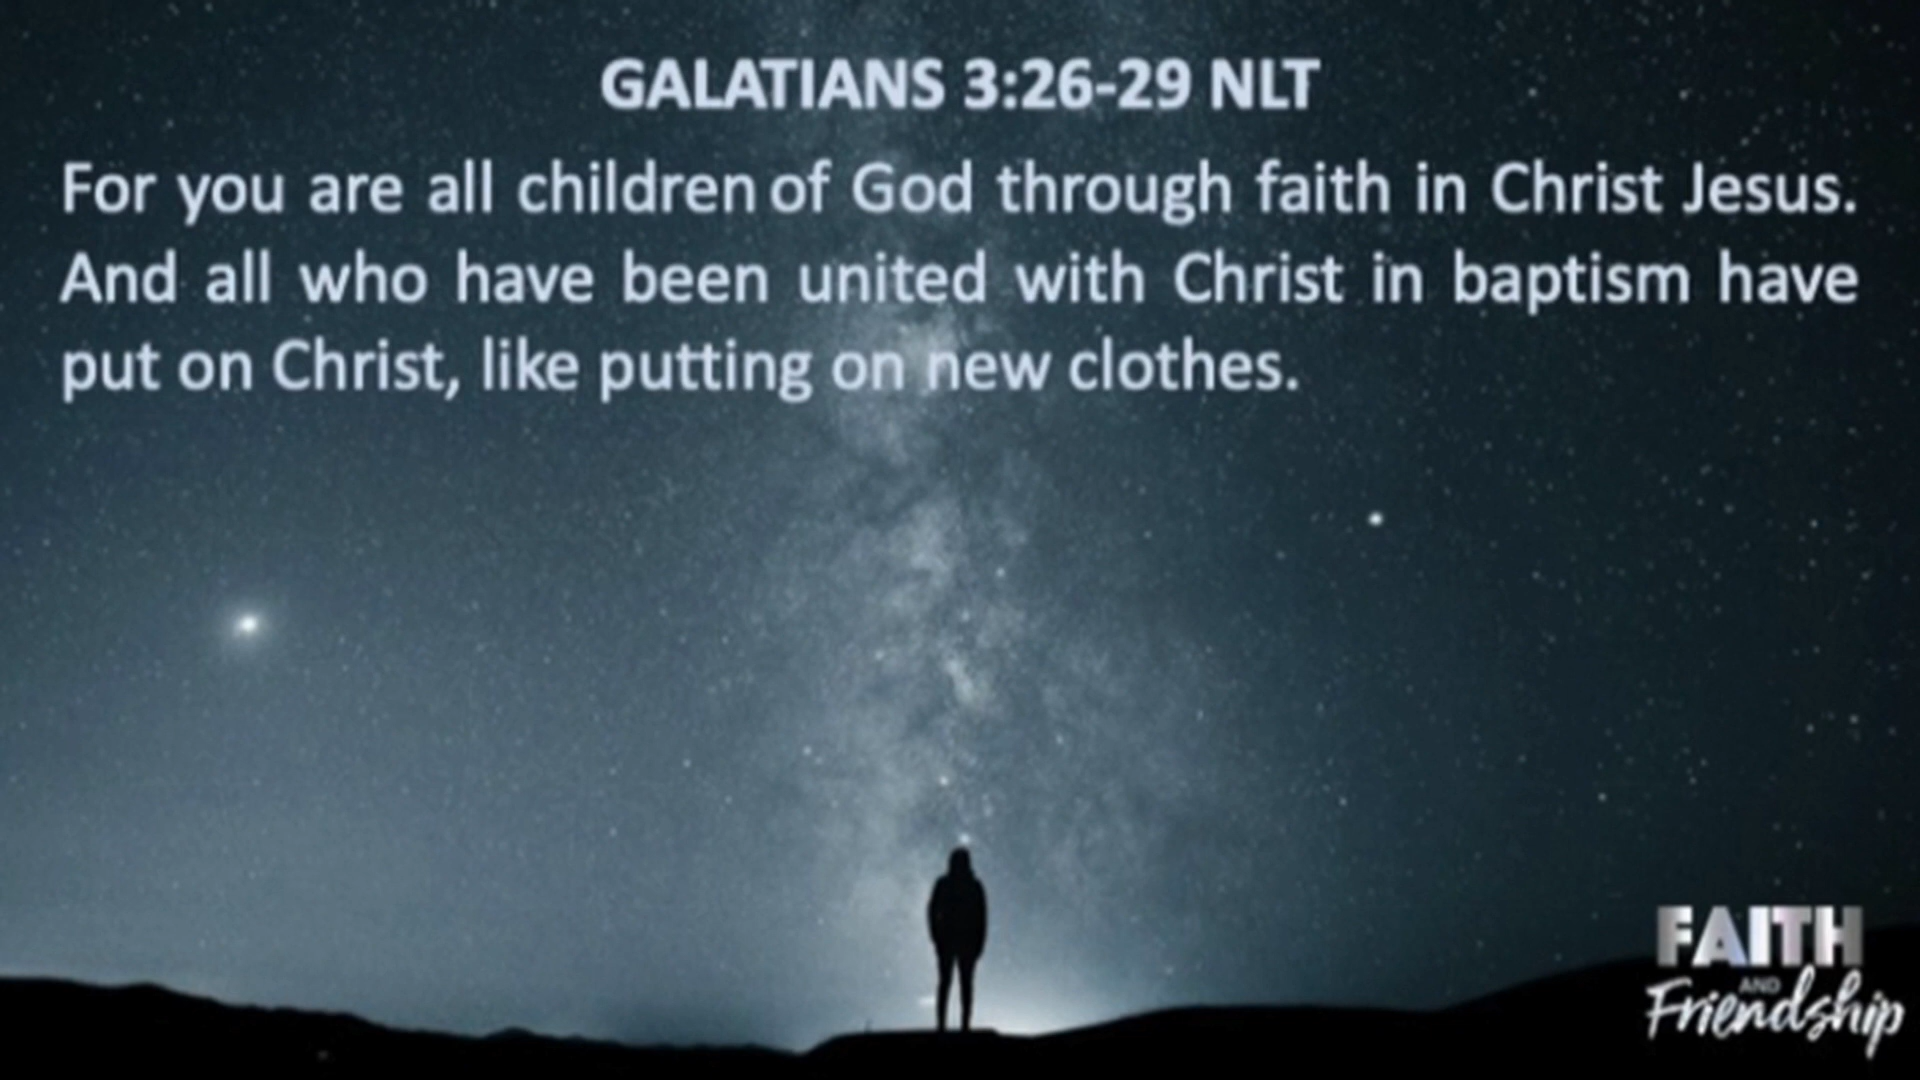 GALATIANS 3:26-29 NLT
For you are all children of God through faith in Christ Jesus.
And all who have been united with Christ in baptism have
put on Christ, like putting on new clothes.
FAITH
AND
Friendship